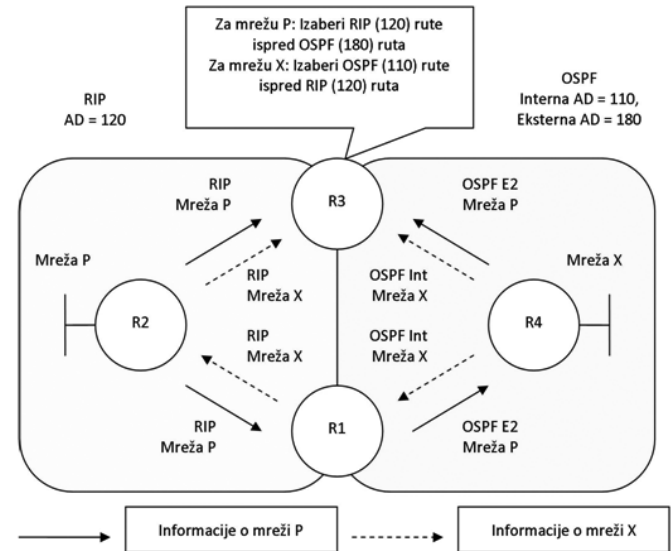 Za mrežu P: Izaberi RIP (120) rute
ispred OSPF (180) ruta
Za mrežu X: Izaberi OSPF (110) rute
ispred RIP (120) ruta
RIP
AD = 120
OSPF
Interna AD = 110,
Eksterna AD = 180
RIP
Mreža P
R3
OSPF E2
Mreža P
Mreža P
RIP
Mreža X
OSPF Int
Mreža X
Mreža X
R2
R4
RIP
Mreža X
OSPF Int
Mreža X
RIP
Mreža P
R1
OSPF E2
Mreža P
Informacije o mreži P
Informacije o mreži X